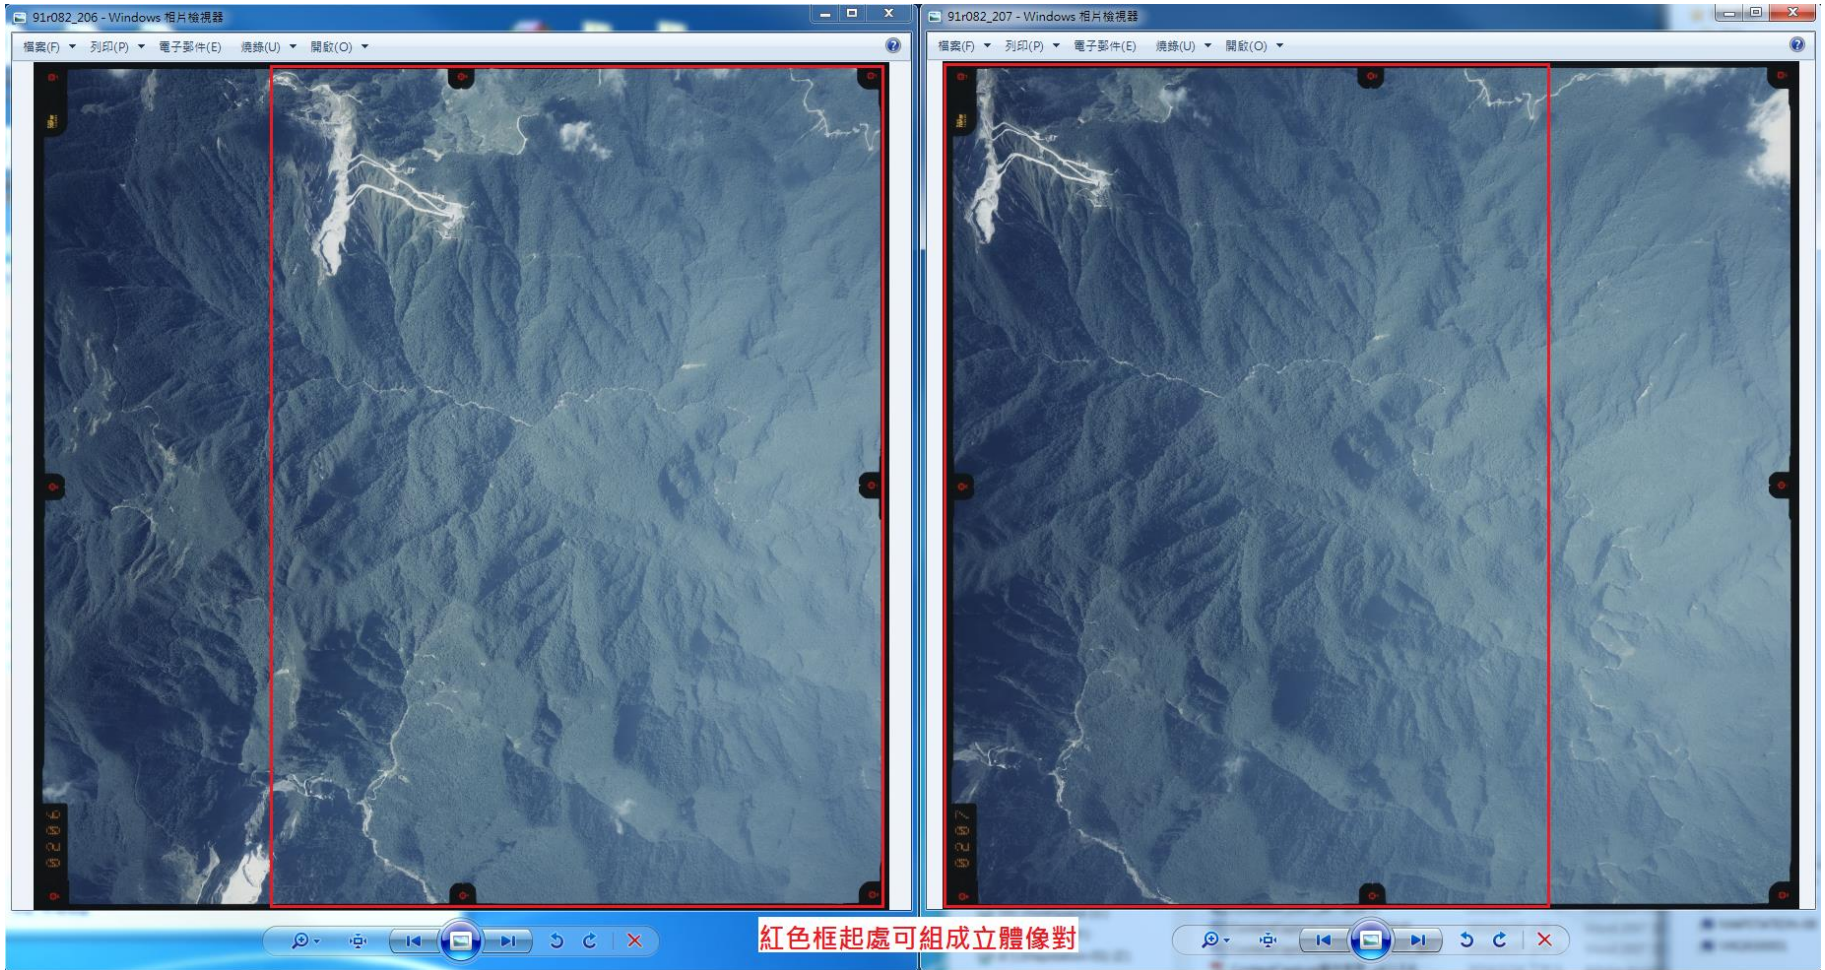 91r082_206 - Windows 相片檢視器
檔案(F) 列印(P) 電子郵件(E) 燒錄(U) 開啟(O)
0206
91r082_207 - Windows 相片檢視器
檔案(F) 列印(P) 電子郵件(E) 燒錄(U) 開啟(O)
0207
紅色框起處可組成立體像對